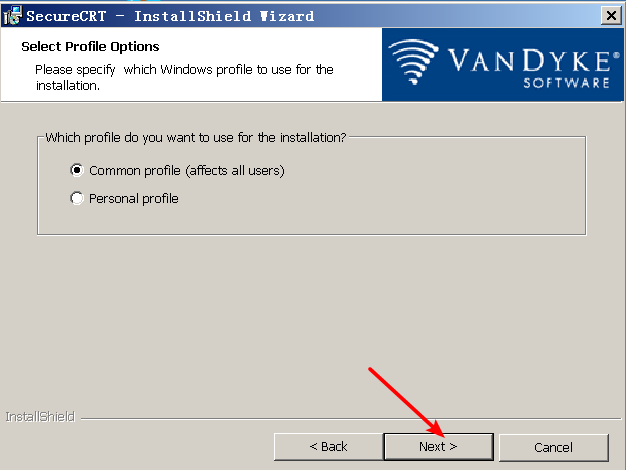 SecureCRT - InstallShield Wizard
Select Profile Options
Please specify  which Windows profile to use for the
installation.
VANDYKE®
SOFTWARE
Which profile do you want to use for the installation?
Common profile (affects all users)
Personal profile
InstallShield
< Back
Next >
Cancel